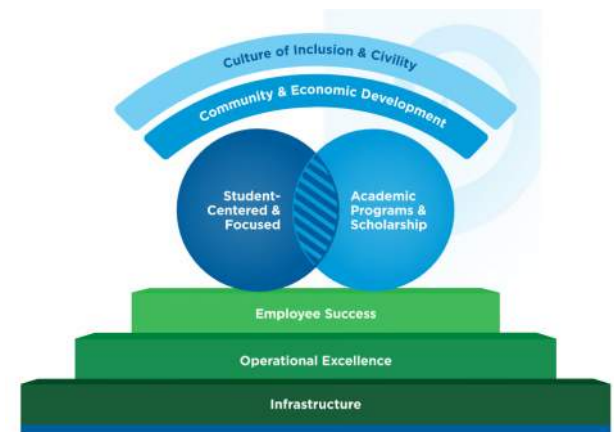 Culture of Inclusion & Civility
Community & Economic Development
Student-
Centered &
Focused
Academic
Programs &
Scholarship
Employee Success
Operational Excellence
Infrastructure